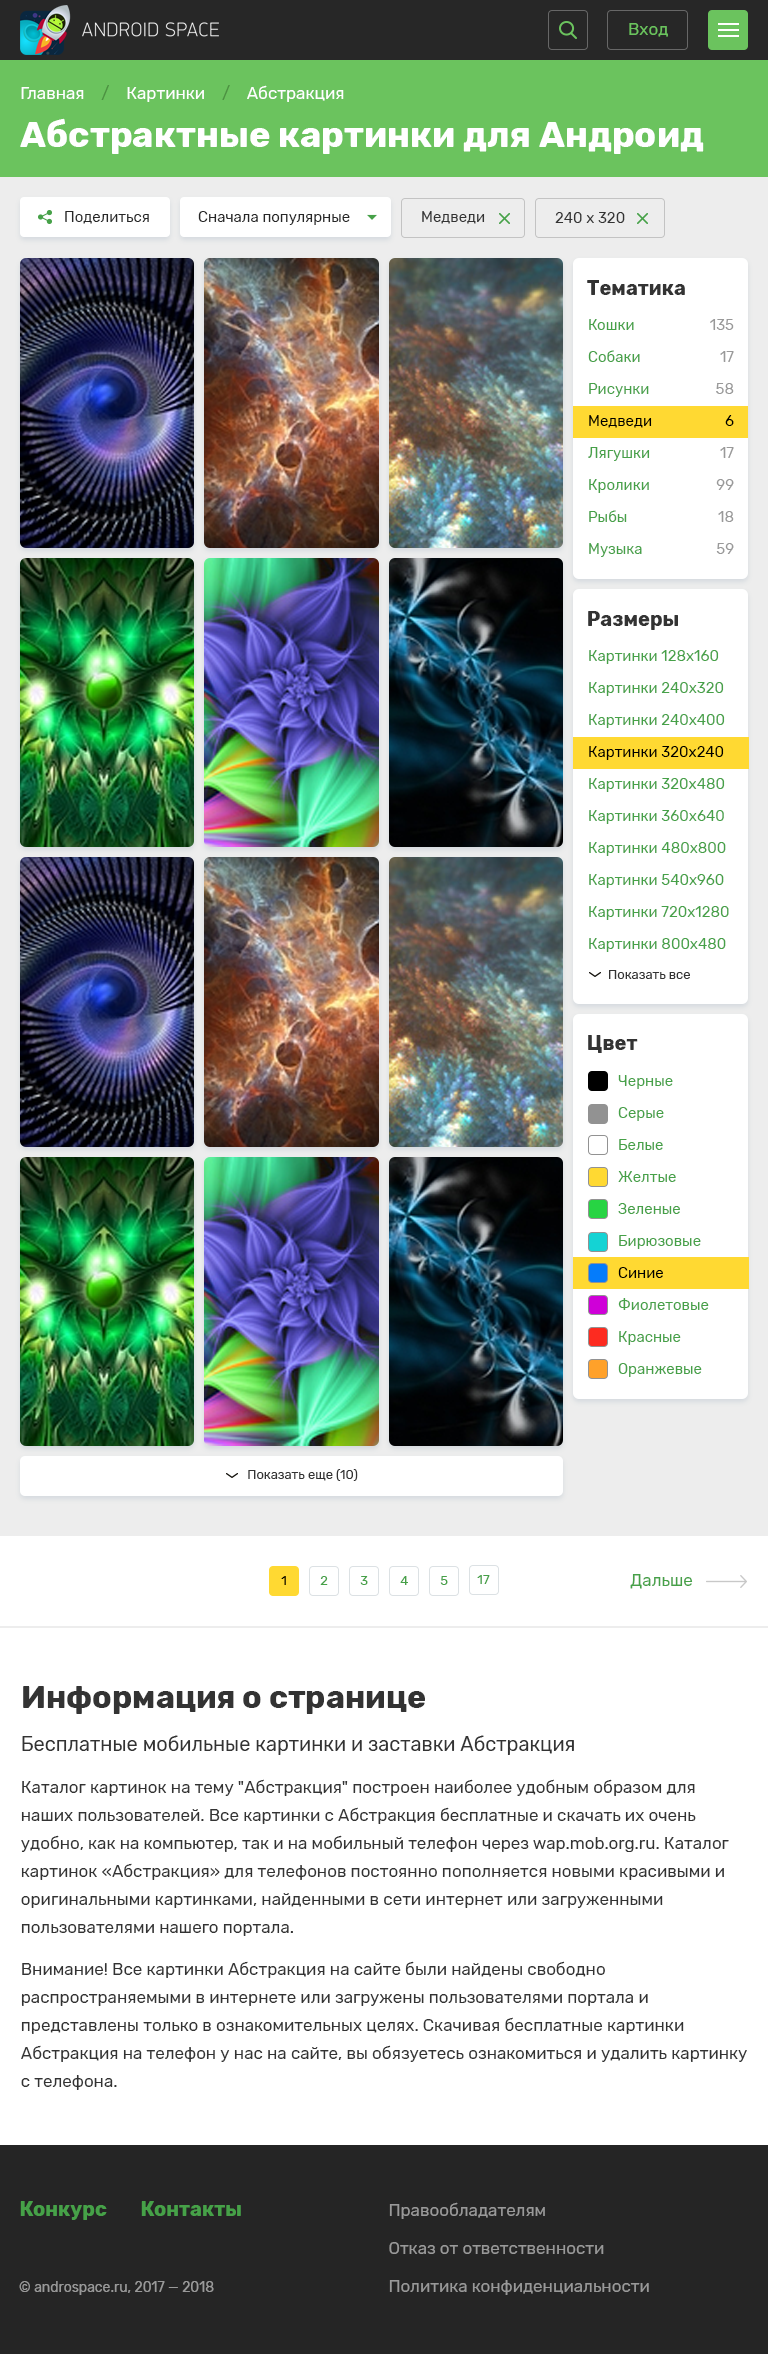 ANDROID SPACE
Вход
Главная / Картинки / Абстракция
Абстрактные картинки для Андроид
Поделиться
Сначала популярные
Медведи
240 x 320
Тематика
Кошки 135
Собаки 17
Рисунки 58
Медведи 6
Лягушки 17
Кролики 99
Рыбы 18
Музыка 59
Размеры
Картинки 128x160
Картинки 240x320
Картинки 240x400
Картинки 320x240
Картинки 320x480
Картинки 360x640
Картинки 480x800
Картинки 540x960
Картинки 720x1280
Картинки 800x480
Показать все
Цвет
Черные
Серые
Белые
Желтые
Зеленые
Бирюзовые
Синие
Фиолетовые
Красные
Оранжевые
Показать еще (10)
1 2 3 4 5 17
Дальше
Информация о странице
Бесплатные мобильные картинки и заставки Абстракция
Каталог картинок на тему "Абстракция" построен наиболее удобным образом для
наших пользователей. Все картинки с Абстракция бесплатные и скачать их очень
удобно, как на компьютер, так и на мобильный телефон через wap.mob.org.ru. Каталог
картинок «Абстракция» для телефонов постоянно пополняется новыми красивыми и
оригинальными картинками, найденными в сети интернет или загруженными
пользователями нашего портала.
Внимание! Все картинки Абстракция на сайте были найдены свободно
распространяемыми в интернете или загружены пользователями портала и
представлены только в ознакомительных целях. Скачивая бесплатные картинки
Абстракция на телефон у нас на сайте, вы обязуетесь ознакомиться и удалить картинку
с телефона.
Конкурс
Контакты
© androspace.ru, 2017 — 2018
Правообладателям
Отказ от ответственности
Политика конфиденциальности